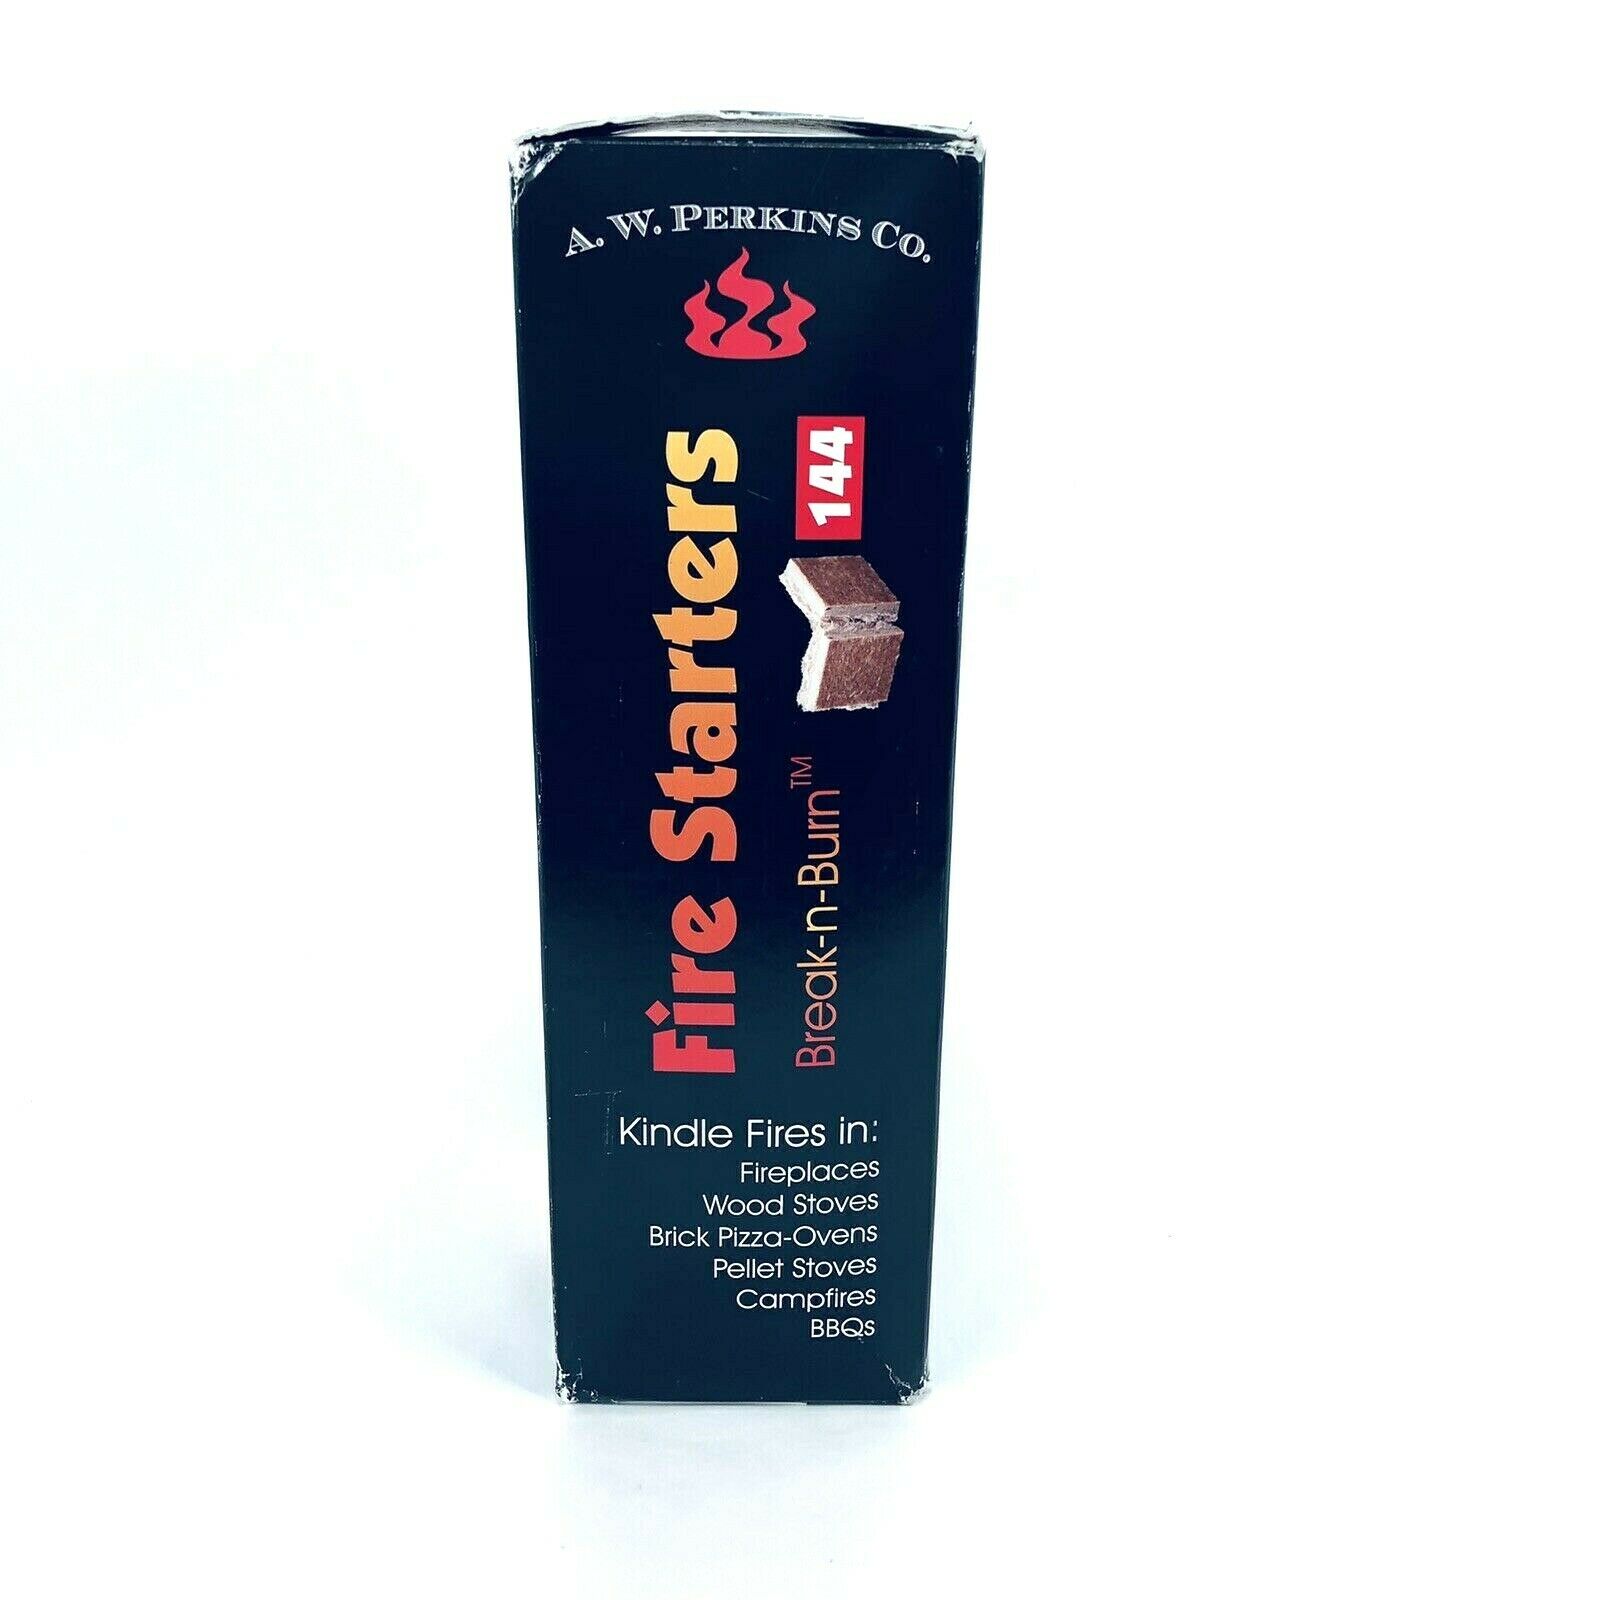 A. W. PERKINS CO.
Fire Starters
Break-n-Burn™ 144
Kindle Fires in:
Fireplaces
Wood Stoves
Brick Pizza-Ovens
Pellet Stoves
Campfires
BBQs